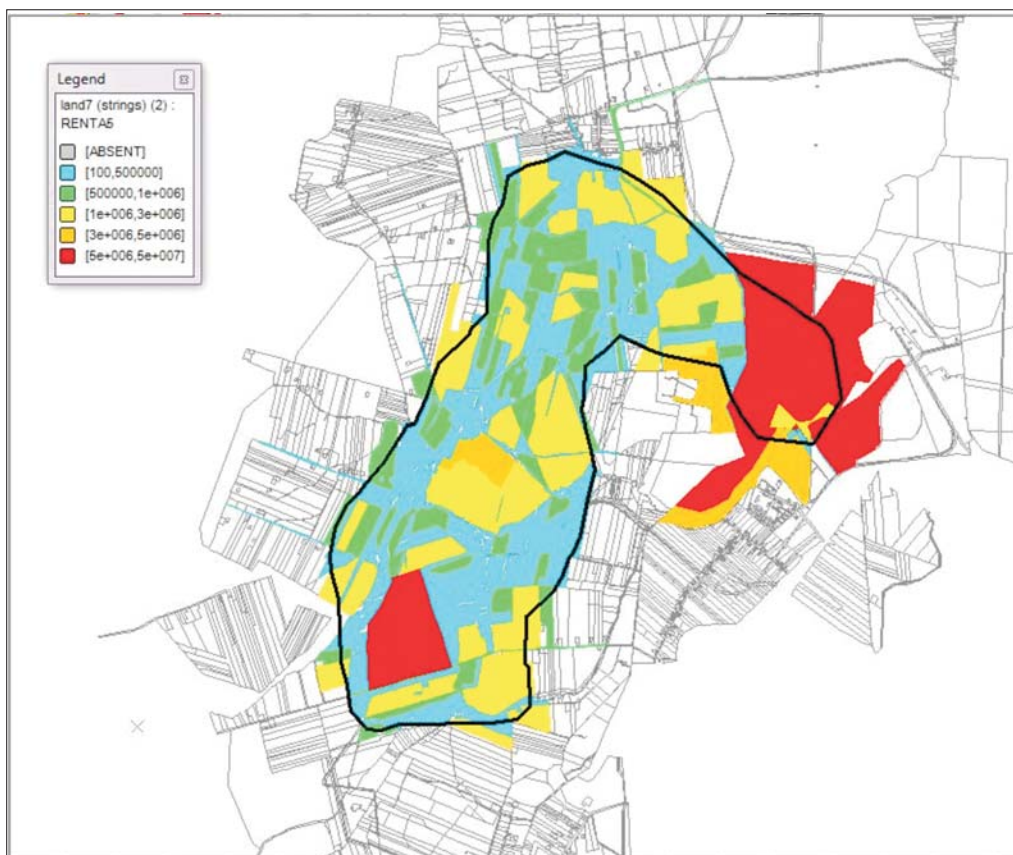 Legend
land7 (strings) (2) :
RENTA5
[ABSENT]
[100,500000]
[500000,1e+006]
[1e+006,3e+006]
[3e+006,5e+006]
[5e+006,5e+007]